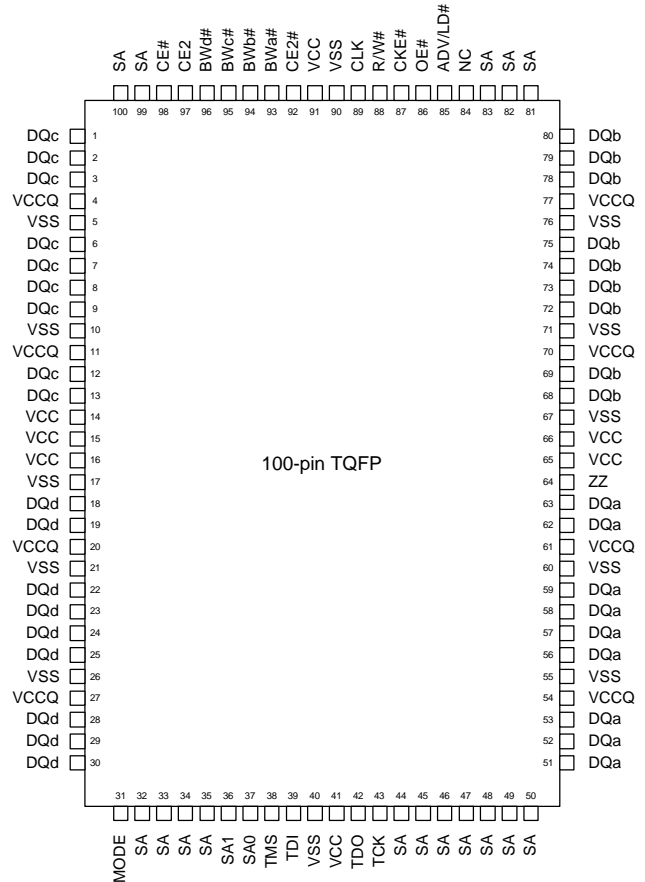 SA SA CE# CE2 BWd# BWc# BWb# BWa# CE2# VCC VSS CLK R/W# CKE# OE# ADV/LD# NC SA SA SA
100 99 98 97 96 95 94 93 92 91 90 89 88 87 86 85 84 83 82 81
DQc 1 80 DQb
DQc 2 79 DQb
DQc 3 78 DQb
VCCQ 4 77 VCCQ
VSS 5 76 VSS
DQc 6 75 DQb
DQc 7 74 DQb
DQc 8 73 DQb
DQc 9 72 DQb
VSS 10 71 VSS
VCCQ 11 70 VCCQ
DQc 12 69 DQb
DQc 13 68 DQb
VCC 14 67 VSS
VCC 15 66 VCC
VCC 16 65 VCC
100-pin TQFP
VSS 17 64 ZZ
DQd 18 63 DQa
DQd 19 62 DQa
VCCQ 20 61 VCCQ
VSS 21 60 VSS
DQd 22 59 DQa
DQd 23 58 DQa
DQd 24 57 DQa
DQd 25 56 DQa
VSS 26 55 VSS
VCCQ 27 54 VCCQ
DQd 28 53 DQa
DQd 29 52 DQa
DQd 30 51 DQa
31 32 33 34 35 36 37 38 39 40 41 42 43 44 45 46 47 48 49 50
MODE SA SA SA SA SA1 SA0 TMS TDI VSS VCC TDO TCK SA SA SA SA SA SA SA